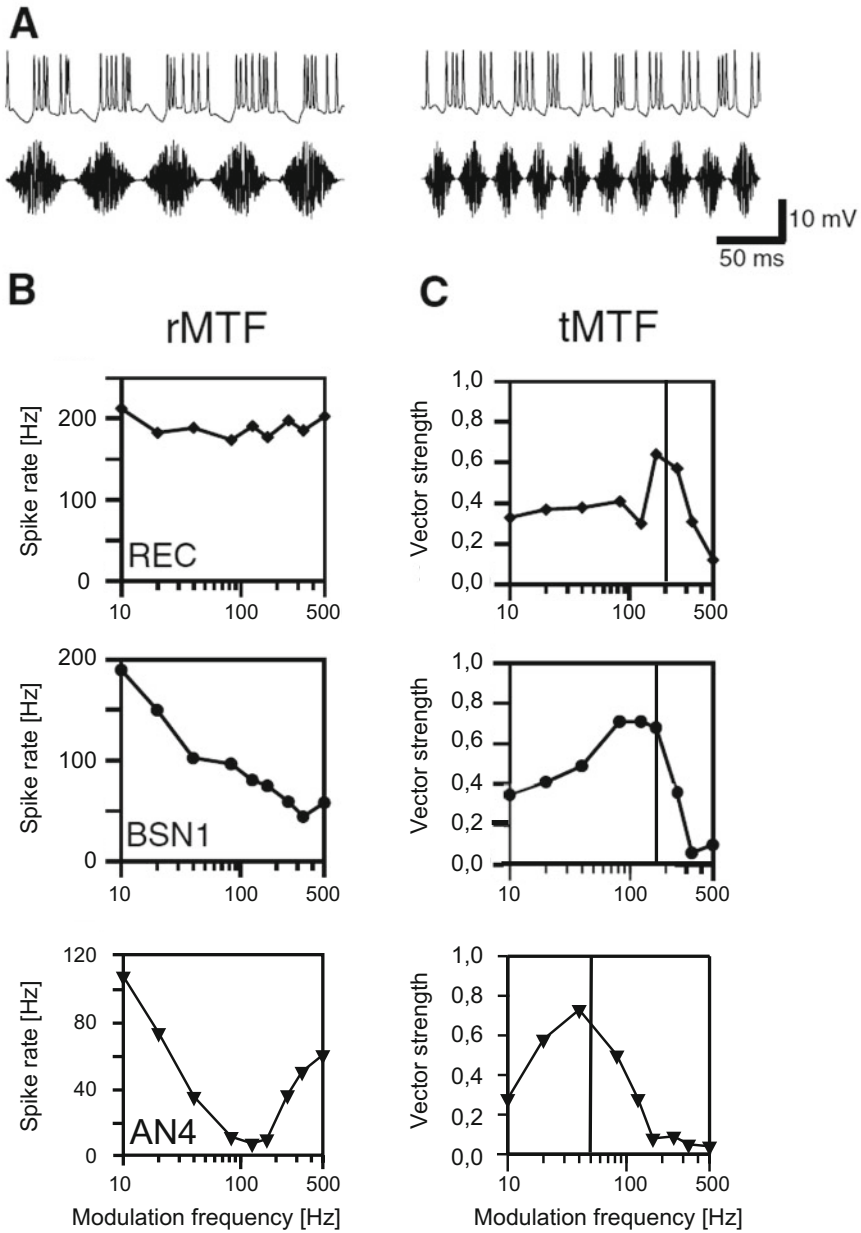 A
10 mV
50 ms
B
C
rMTF
tMTF
Spike rate [Hz]
200
100
0
REC
10
100
500
Vector strength
1,0
0,8
0,6
0,4
0,2
0,0
10
100
500
Spike rate [Hz]
200
100
0
BSN1
10
100
500
Vector strength
1,0
0,8
0,6
0,4
0,2
0,0
10
100
500
Spike rate [Hz]
120
80
40
0
AN4
10
100
500
Modulation frequency [Hz]
Vector strength
1,0
0,8
0,6
0,4
0,2
0,0
10
100
500
Modulation frequency [Hz]